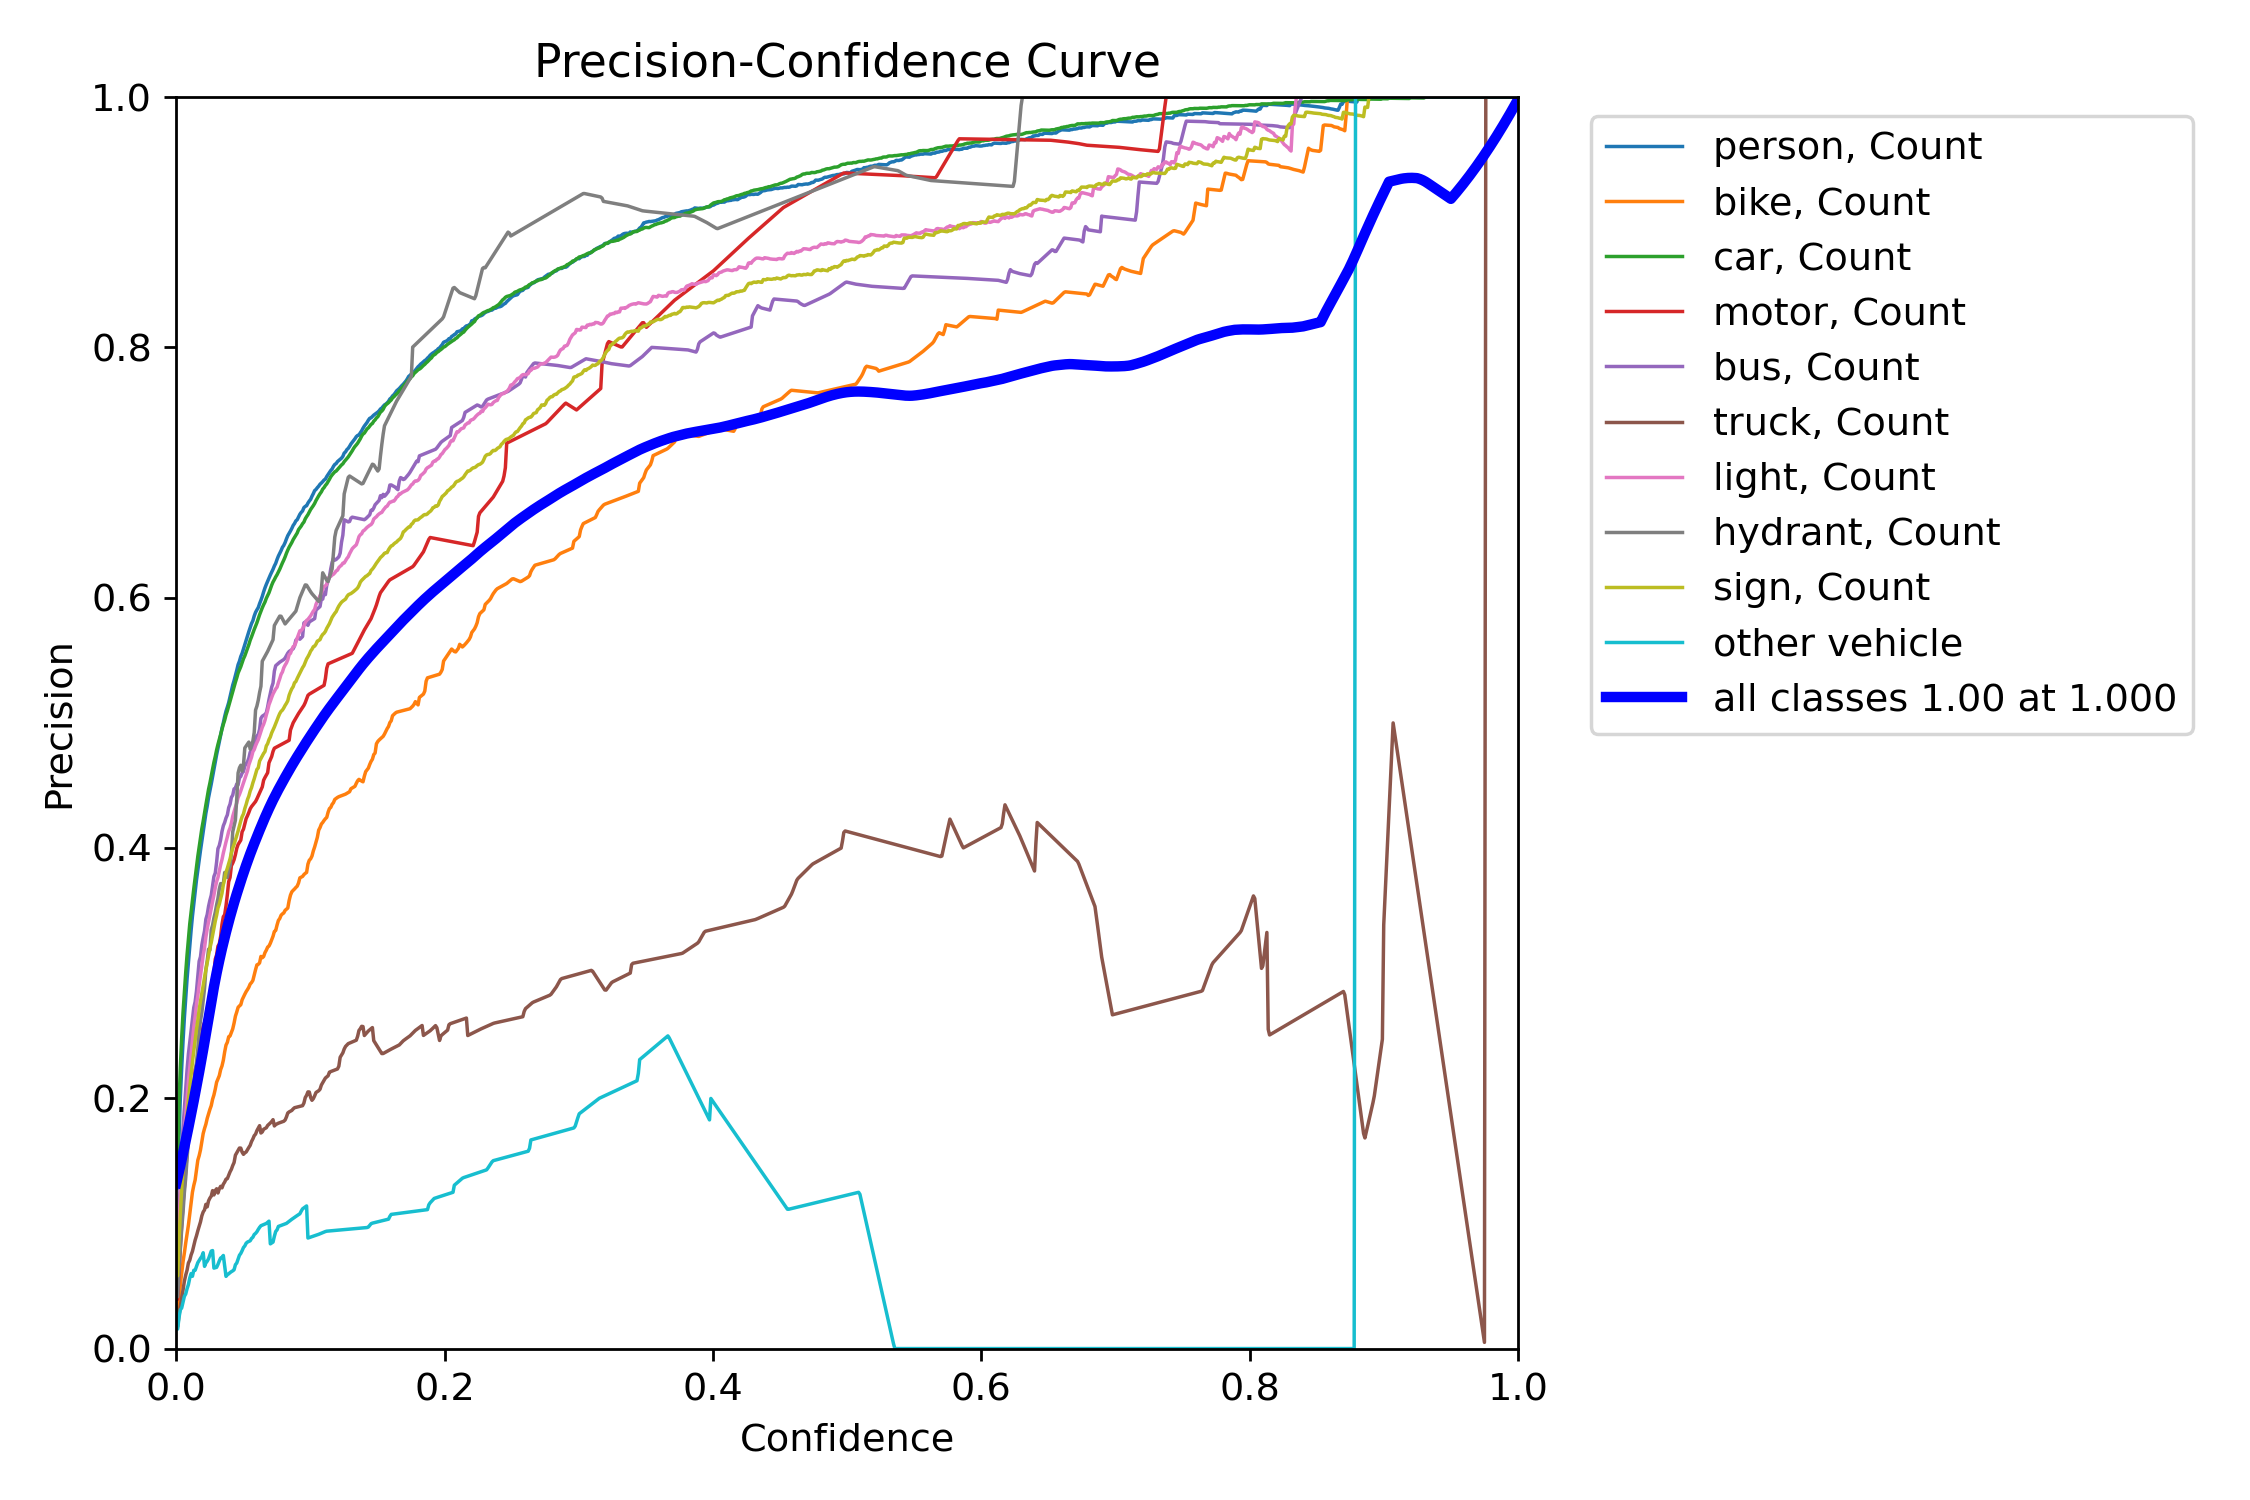 Precision-Confidence Curve
1.0
0.8
0.6
0.4
0.2
0.0
Precision
0.0 0.2 0.4 0.6 0.8 1.0
Confidence
person, Count
bike, Count
car, Count
motor, Count
bus, Count
truck, Count
light, Count
hydrant, Count
sign, Count
other vehicle
all classes 1.00 at 1.000